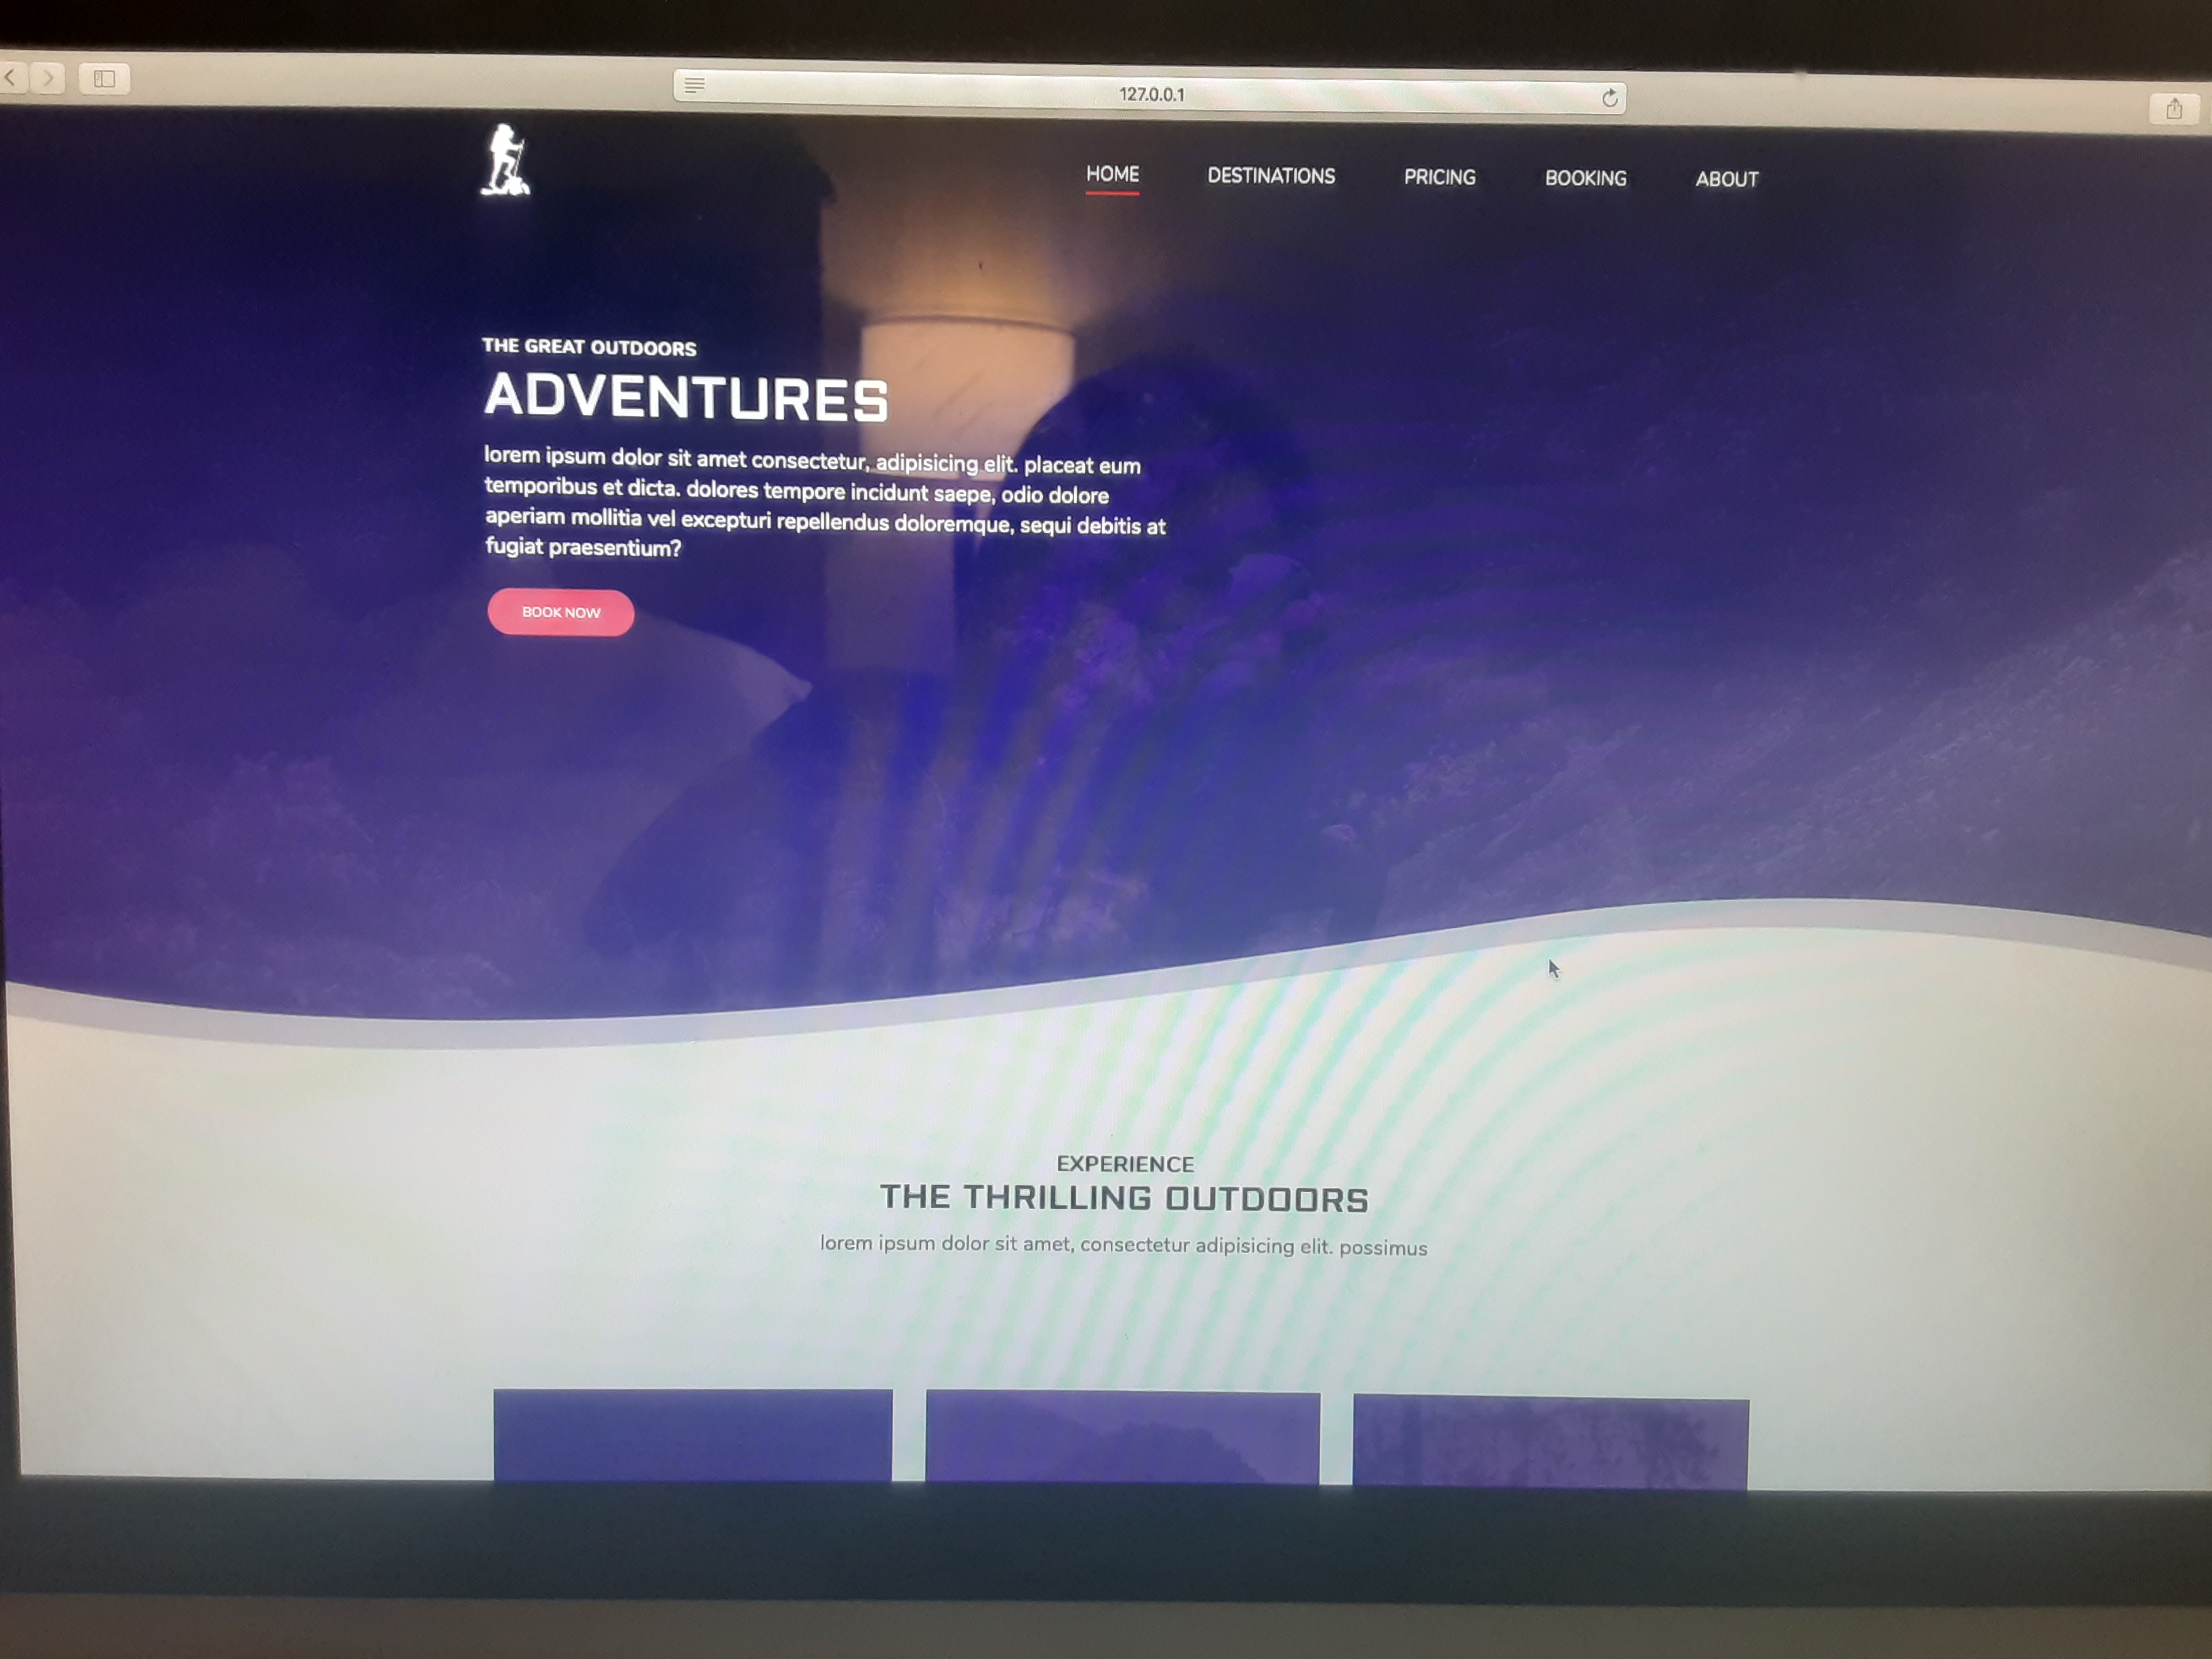 127.0.0.1
HOME DESTINATIONS PRICING BOOKING ABOUT
THE GREAT OUTDOORS
ADVENTURES
lorem ipsum dolor sit amet consectetur, adipisicing elit. placeat eum
temporibus et dicta. dolores tempore incidunt saepe, odio dolore
aperiam mollitia vel excepturi repellendus doloremque, sequi debitis at
fugiat praesentium?
BOOK NOW
EXPERIENCE
THE THRILLING OUTDOORS
lorem ipsum dolor sit amet, consectetur adipisicing elit. possimus